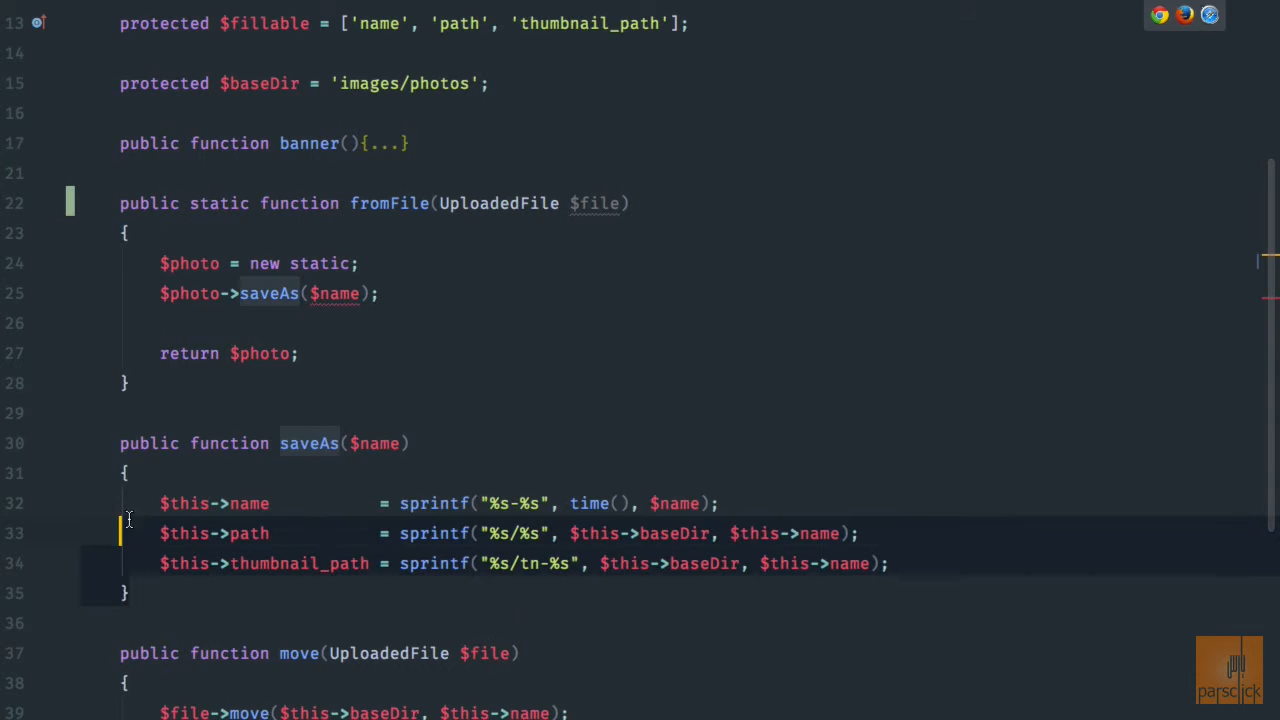 13 protected $fillable = ['name', 'path', 'thumbnail_path'];
14
15 protected $baseDir = 'images/photos';
16
17 public function banner(){...}
21
22 public static function fromFile(UploadedFile $file)
23 {
24 $photo = new static;
25 $photo->saveAs($name);
26
27 return $photo;
28 }
29
30 public function saveAs($name)
31 {
32 $this->name = sprintf("%s-%s", time(), $name);
33 $this->path = sprintf("%s/%s", $this->baseDir, $this->name);
34 $this->thumbnail_path = sprintf("%s/tn-%s", $this->baseDir, $this->name);
35 }
36
37 public function move(UploadedFile $file)
38 {
39 $file->move($this->baseDir, $this->name);
parsclick